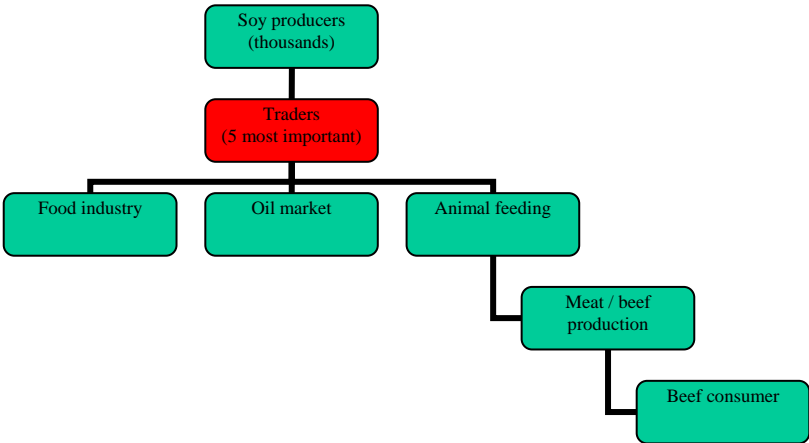 Soy producers
(thousands)
Traders
(5 most important)
Food industry
Oil market
Animal feeding
Meat / beef
production
Beef consumer